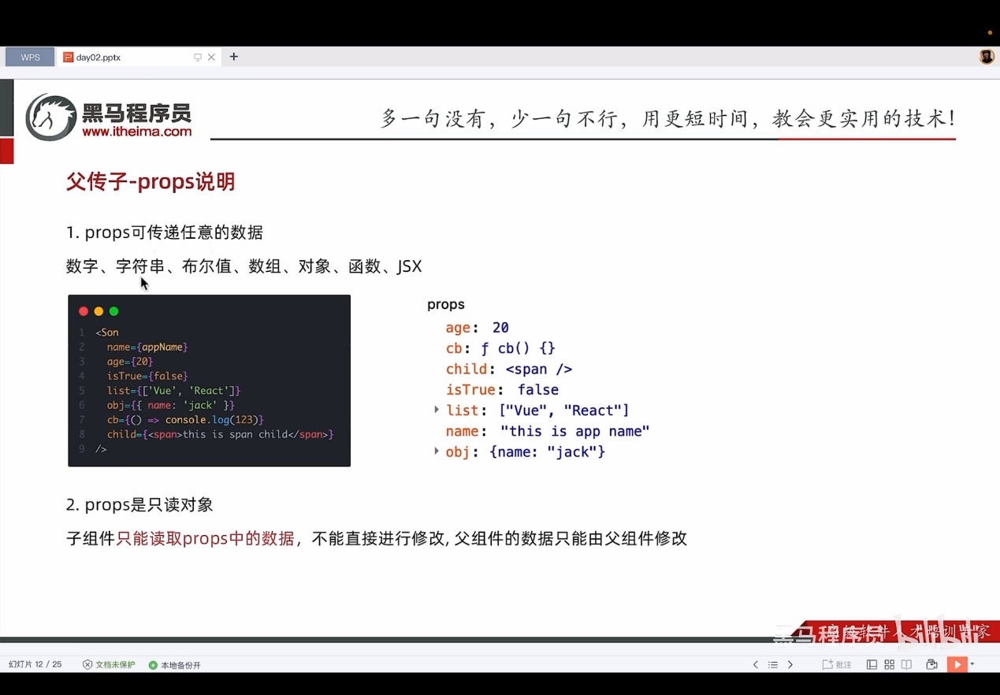 WPS
day02.pptx
黑马程序员
www.itheima.com
多一句没有，少一句不行，用更短时间，教会更实用的技术！
父传子-props说明
1. props可传递任意的数据
数字、字符串、布尔值、数组、对象、函数、JSX
1 <Son
2 name={appName}
3 age={20}
4 isTrue={false}
5 list={['Vue', 'React']}
6 obj={{ name: 'jack' }}
7 cb={() => console.log(123)}
8 child={<span>this is span child</span>}
9 />
props
age: 20
cb: ƒ cb() {}
child: <span />
isTrue: false
list: ["Vue", "React"]
name: "this is app name"
obj: {name: "jack"}
2. props是只读对象
子组件只能读取props中的数据，不能直接进行修改, 父组件的数据只能由父组件修改
黑马程序员
bilibili
幻灯片 12 / 25
文档未保护
本地备份开
批注